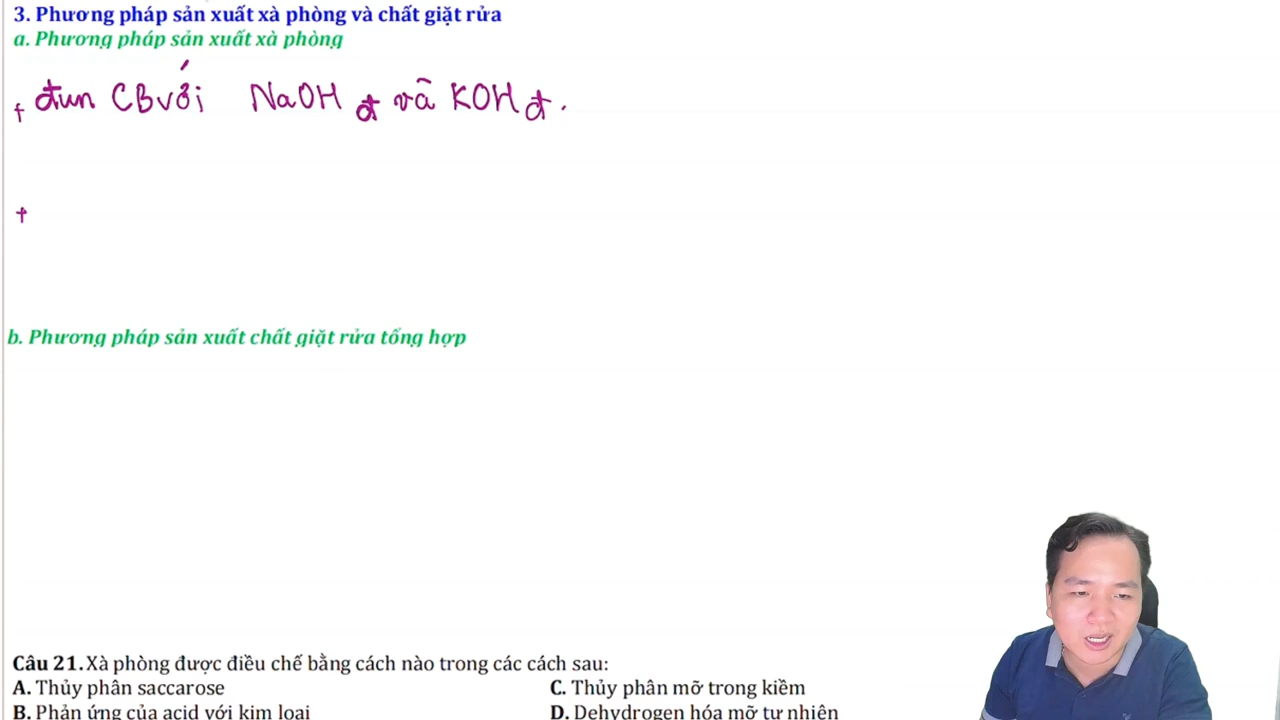 3. Phương pháp sản xuất xà phòng và chất giặt rửa
a. Phương pháp sản xuất xà phòng
+ đun CB với NaOH đ và KOH đ.
+
b. Phương pháp sản xuất chất giặt rửa tổng hợp
Câu 21. Xà phòng được điều chế bằng cách nào trong các cách sau:
A. Thủy phân saccarose
C. Thủy phân mỡ trong kiềm
B. Phản ứng của acid với kim loại
D. Dehydrogen hóa mỡ tự nhiên